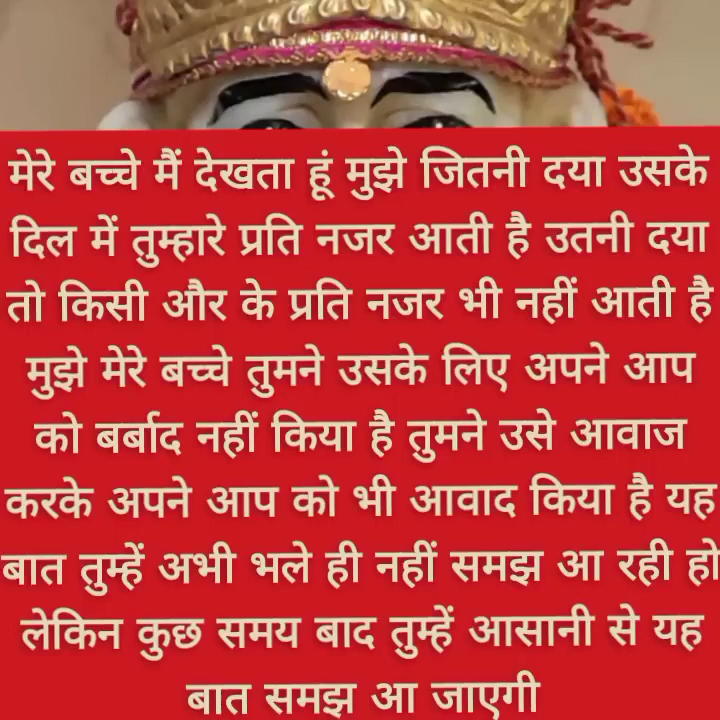 मेरे बच्चे मैं देखता हूं मुझे जितनी दया उसके
दिल में तुम्हारे प्रति नजर आती है उतनी दया
तो किसी और के प्रति नजर भी नहीं आती है
मुझे मेरे बच्चे तुमने उसके लिए अपने आप
को बर्बाद नहीं किया है तुमने उसे आवाज
करके अपने आप को भी आवाद किया है यह
बात तुम्हें अभी भले ही नहीं समझ आ रही हो
लेकिन कुछ समय बाद तुम्हें आसानी से यह
बात समझ आ जाएगी